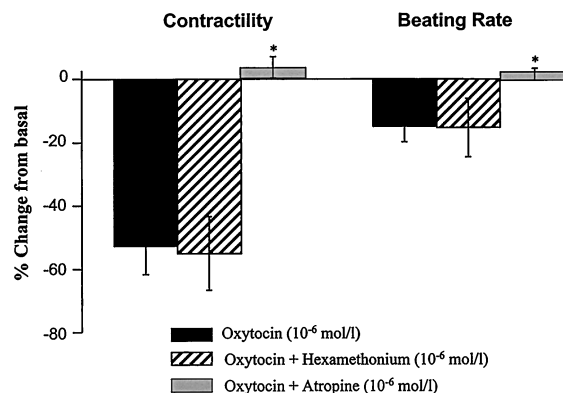 Contractility Beating Rate
* *
0
-20
-40
-60
-80
% Change from basal
Oxytocin (10⁻⁶ mol/l)
Oxytocin + Hexamethonium (10⁻⁶ mol/l)
Oxytocin + Atropine (10⁻⁶ mol/l)